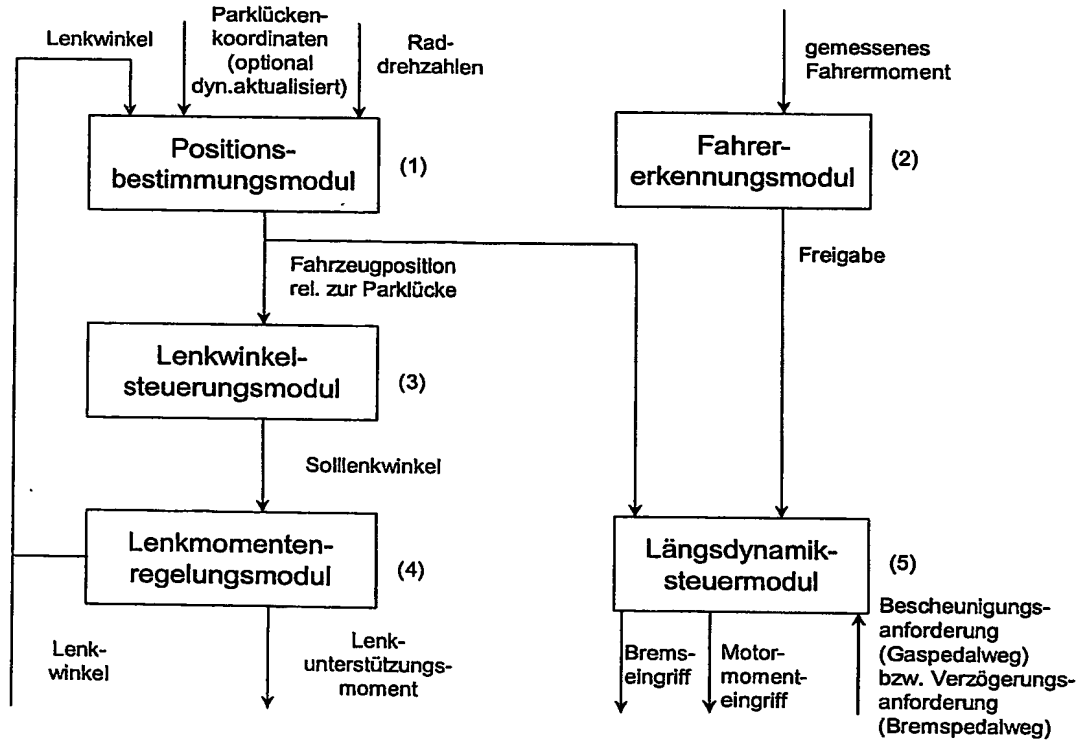 Lenkwinkel
Parklücken-
koordinaten
(optional
dyn.aktualisiert)
Rad-
drehzahlen
gemessenes
Fahrermoment
Positions-
bestimmungsmodul
(1)
Fahrer-
erkennungsmodul
(2)
Fahrzeugposition
rel. zur Parklücke
Freigabe
Lenkwinkel-
steuerungsmodul
(3)
Solllenkwinkel
Lenkmomenten-
regelungsmodul
(4)
Längsdynamik-
steuermodul
(5)
Lenk-
winkel
Lenk-
unterstützungs-
moment
Brems-
eingriff
Motor-
moment-
eingriff
Bescheunigungs-
anforderung
(Gaspedalweg)
bzw. Verzögerungs-
anforderung
(Bremspedalweg)